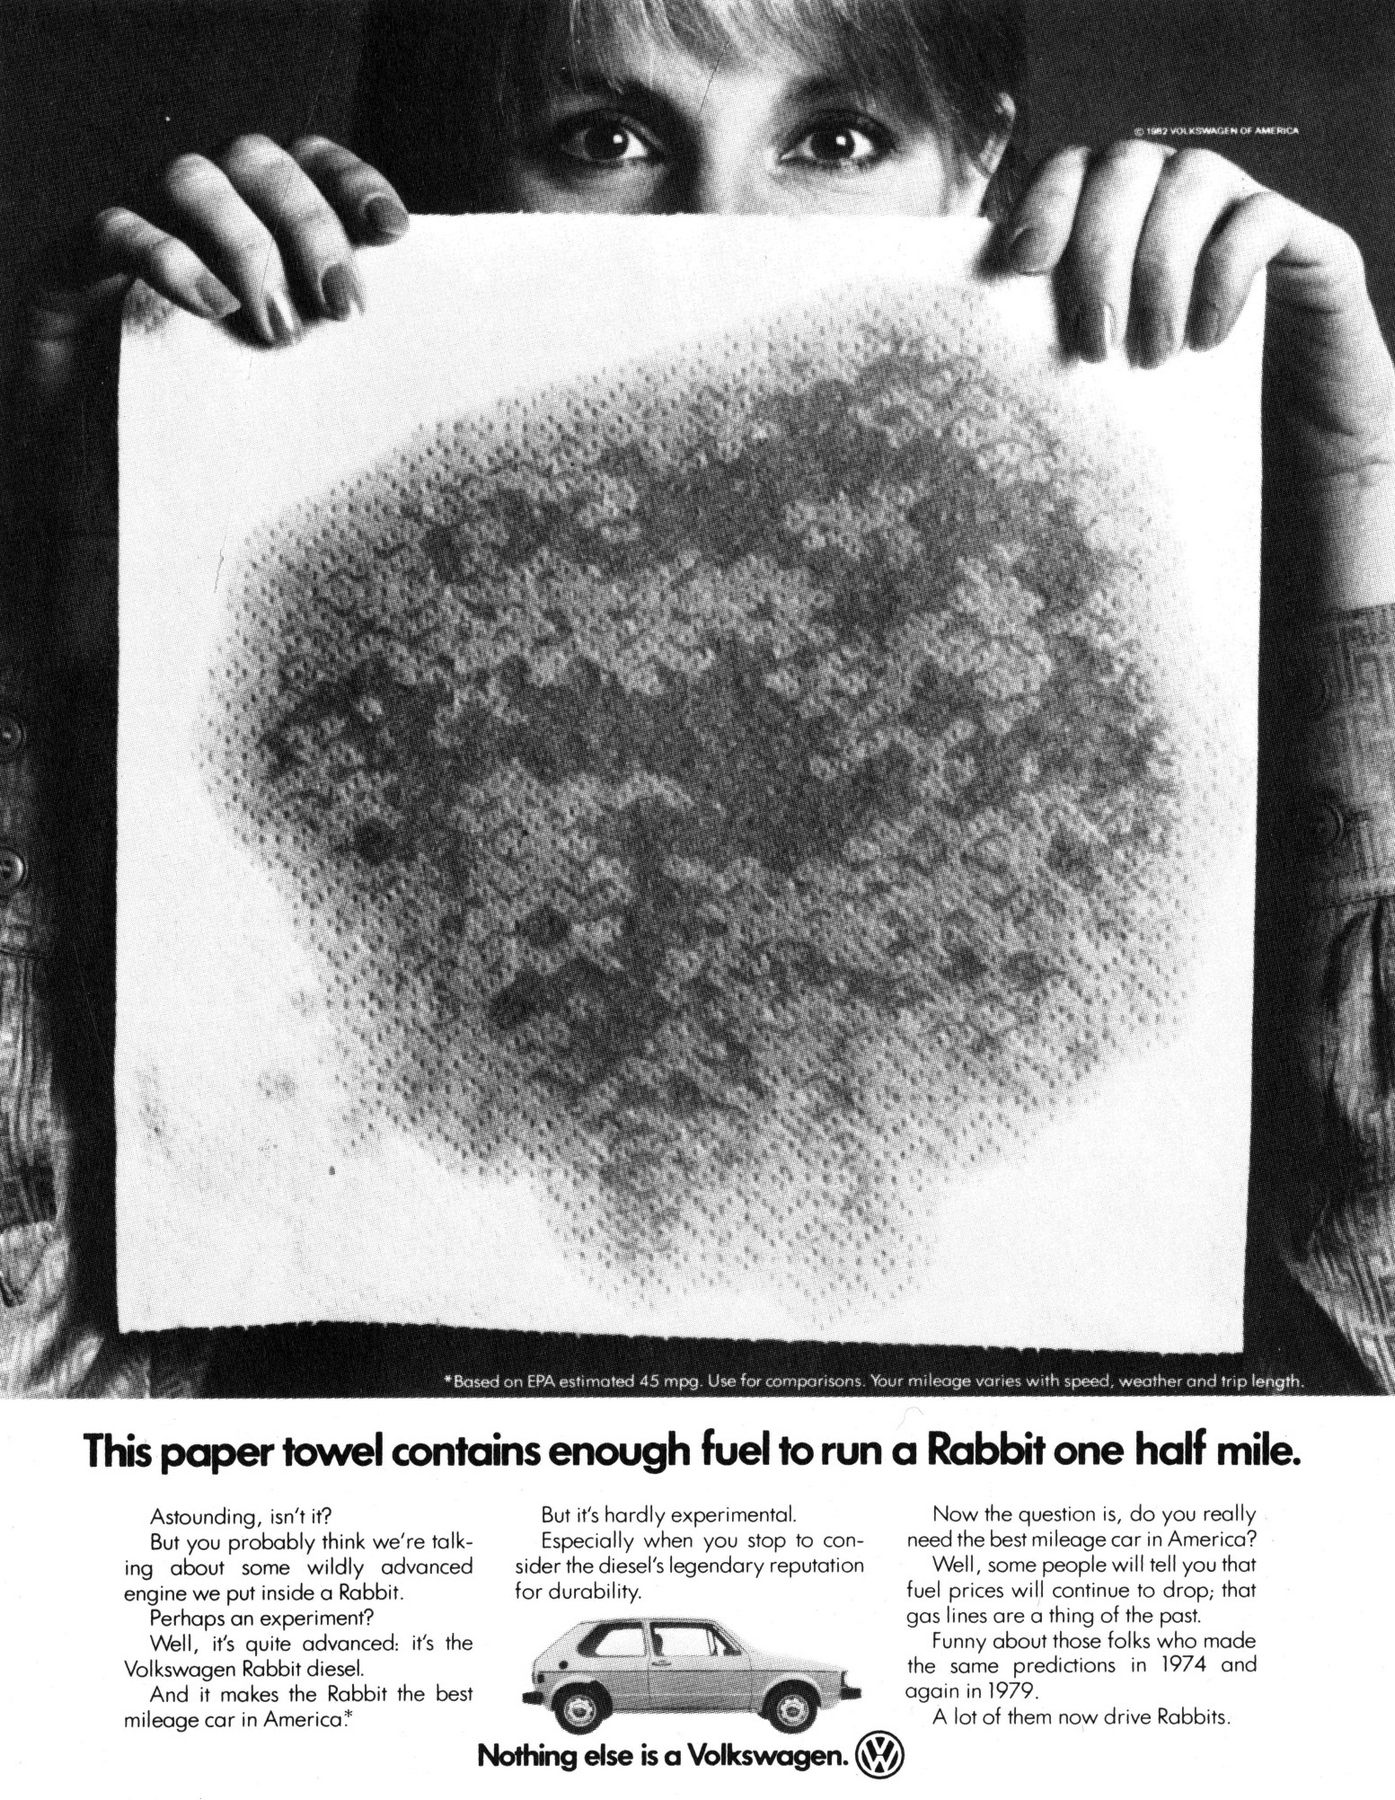 © 1982 VOLKSWAGEN OF AMERICA
*Based on EPA estimated 45 mpg. Use for comparisons. Your mileage varies with speed, weather and trip length.
This paper towel contains enough fuel to run a Rabbit one half mile.
Astounding, isn't it?
But you probably think we're talk-
ing about some wildly advanced
engine we put inside a Rabbit.
Perhaps an experiment?
Well, it's quite advanced: it's the
Volkswagen Rabbit diesel.
And it makes the Rabbit the best
mileage car in America.*
But it's hardly experimental.
Especially when you stop to con-
sider the diesel's legendary reputation
for durability.
Now the question is, do you really
need the best mileage car in America?
Well, some people will tell you that
fuel prices will continue to drop; that
gas lines are a thing of the past.
Funny about those folks who made
the same predictions in 1974 and
again in 1979.
A lot of them now drive Rabbits.
Nothing else is a Volkswagen. VW